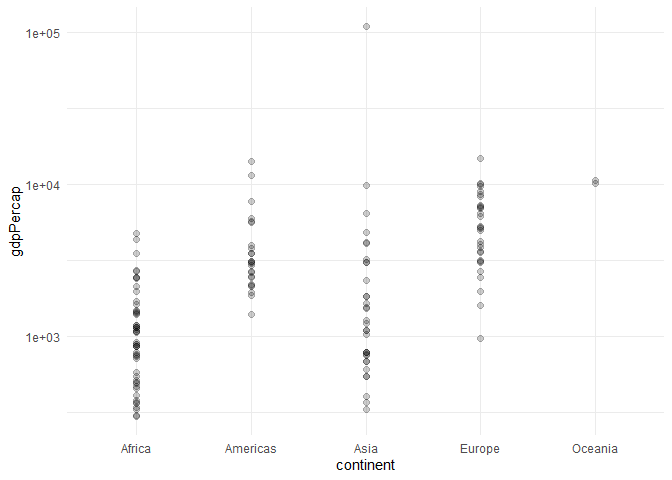 1e+05
1e+04
1e+03
gdpPercap
Africa Americas Asia Europe Oceania
continent